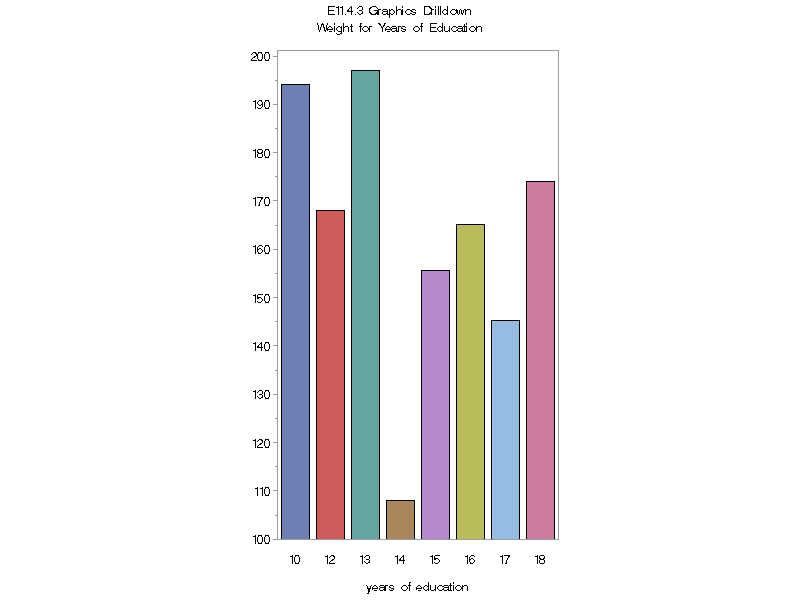 E11.4.3 Graphics Drilldown
Weight for Years of Education
200
190
180
170
160
150
140
130
120
110
100
10 12 13 14 15 16 17 18
years of education